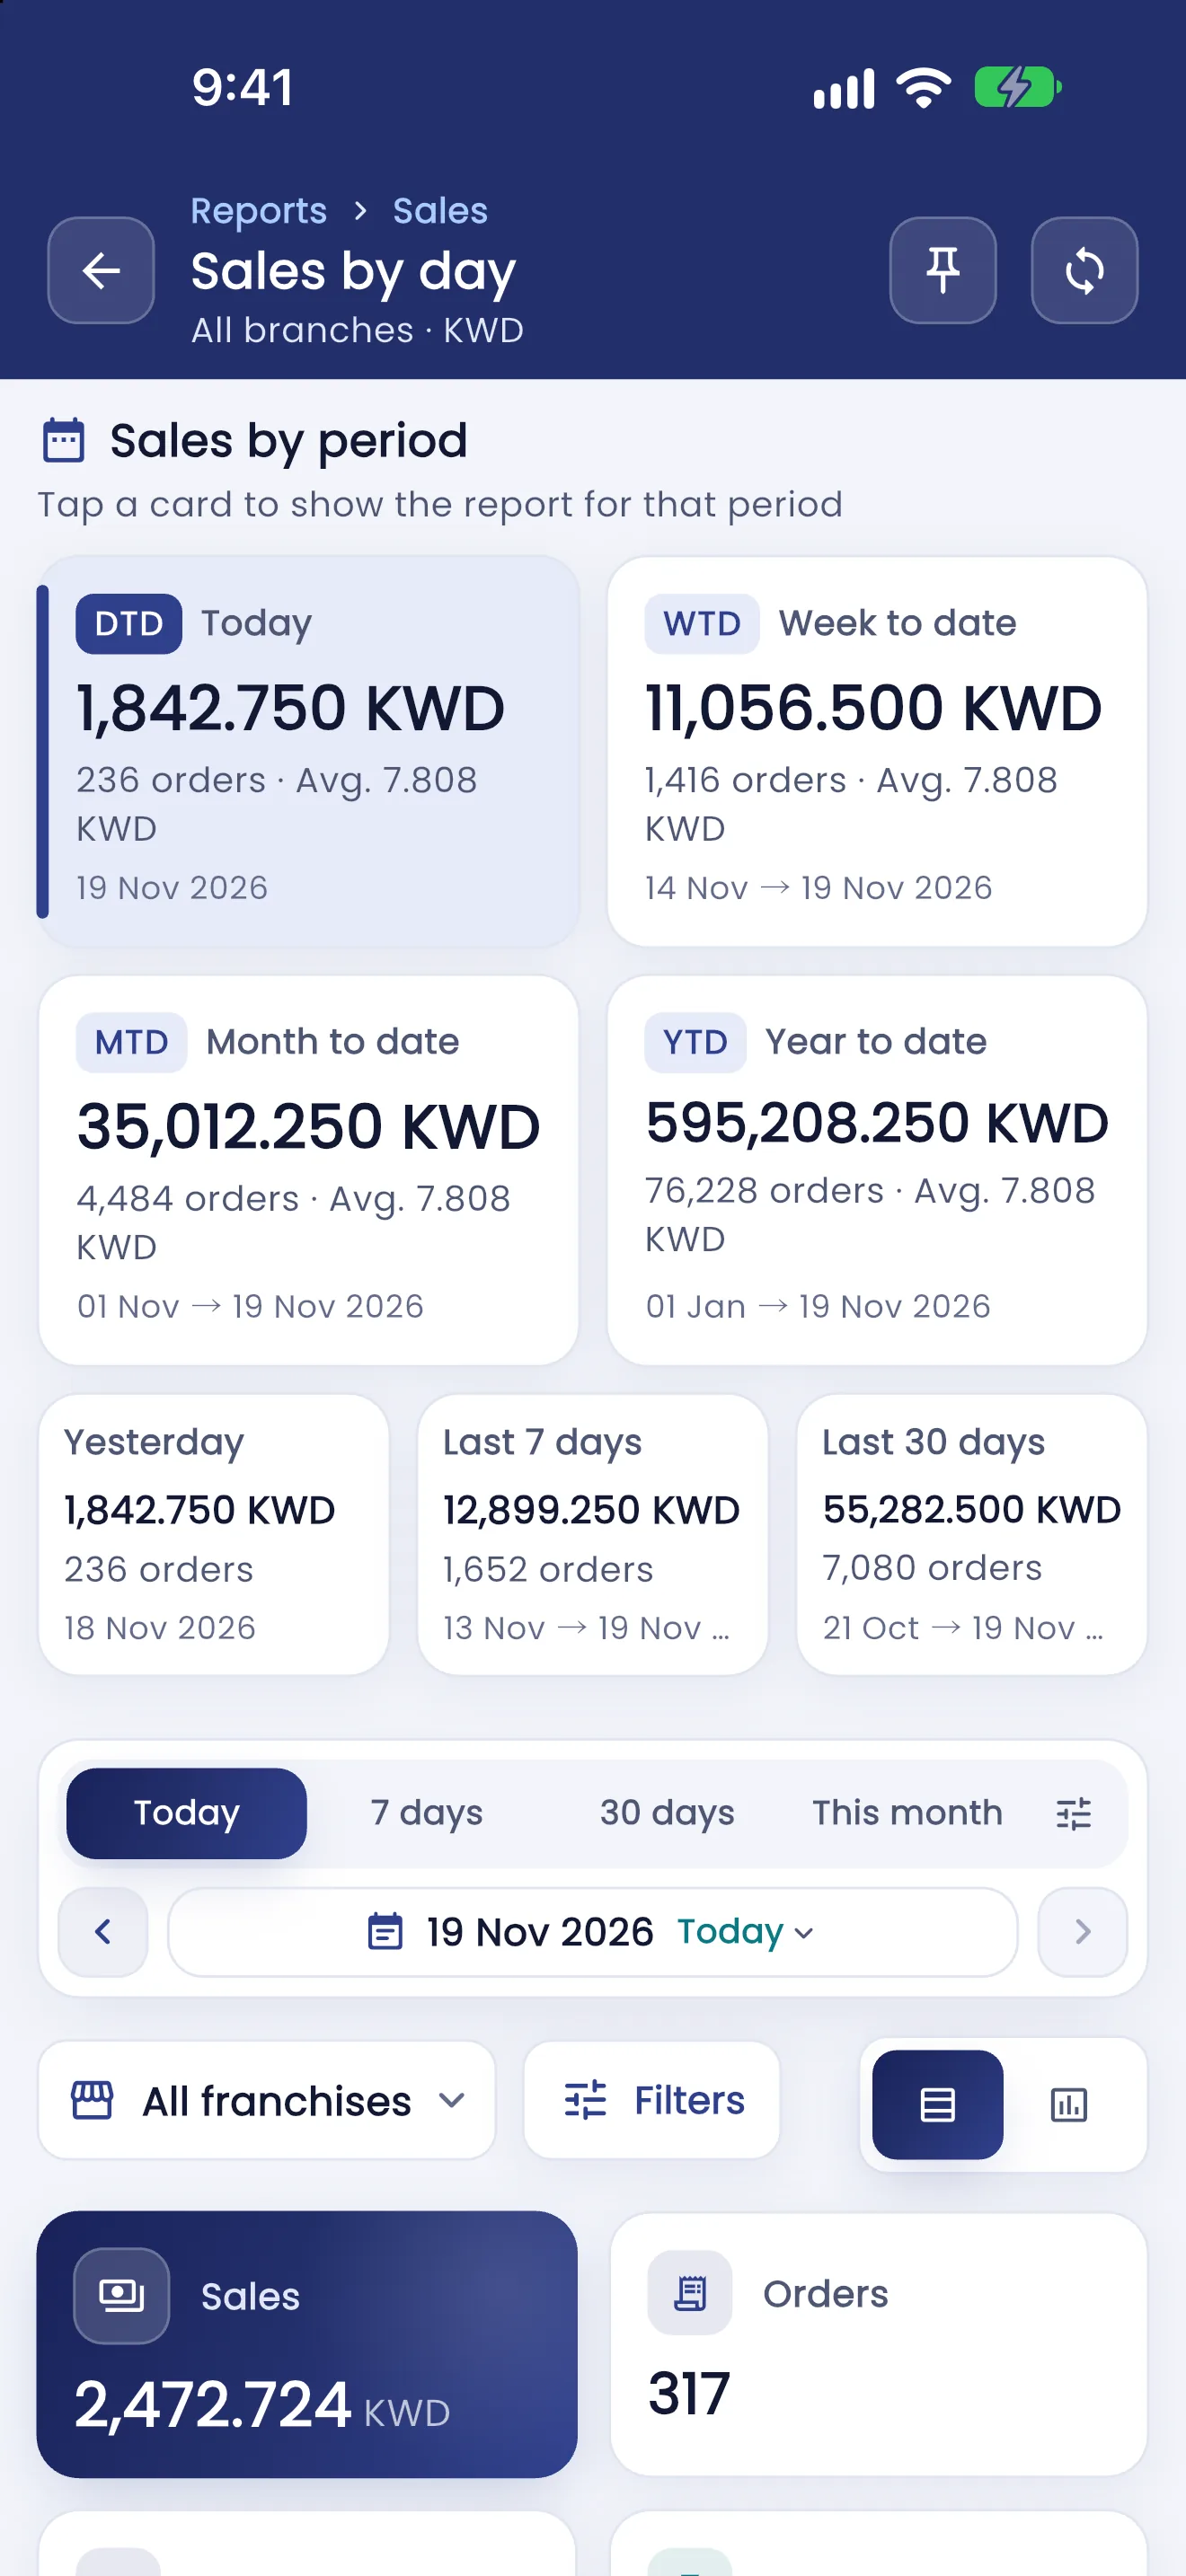 9:41
Reports > Sales
Sales by day
All branches · KWD
Sales by period
Tap a card to show the report for that period
DTD Today
1,842.750 KWD
236 orders · Avg. 7.808
KWD
19 Nov 2026
WTD Week to date
11,056.500 KWD
1,416 orders · Avg. 7.808
KWD
14 Nov → 19 Nov 2026
MTD Month to date
35,012.250 KWD
4,484 orders · Avg. 7.808
KWD
01 Nov → 19 Nov 2026
YTD Year to date
595,208.250 KWD
76,228 orders · Avg. 7.808
KWD
01 Jan → 19 Nov 2026
Yesterday
1,842.750 KWD
236 orders
18 Nov 2026
Last 7 days
12,899.250 KWD
1,652 orders
13 Nov → 19 Nov ...
Last 30 days
55,282.500 KWD
7,080 orders
21 Oct → 19 Nov ...
Today 7 days 30 days This month
19 Nov 2026 Today
All franchises Filters
Sales
2,472.724 KWD
Orders
317